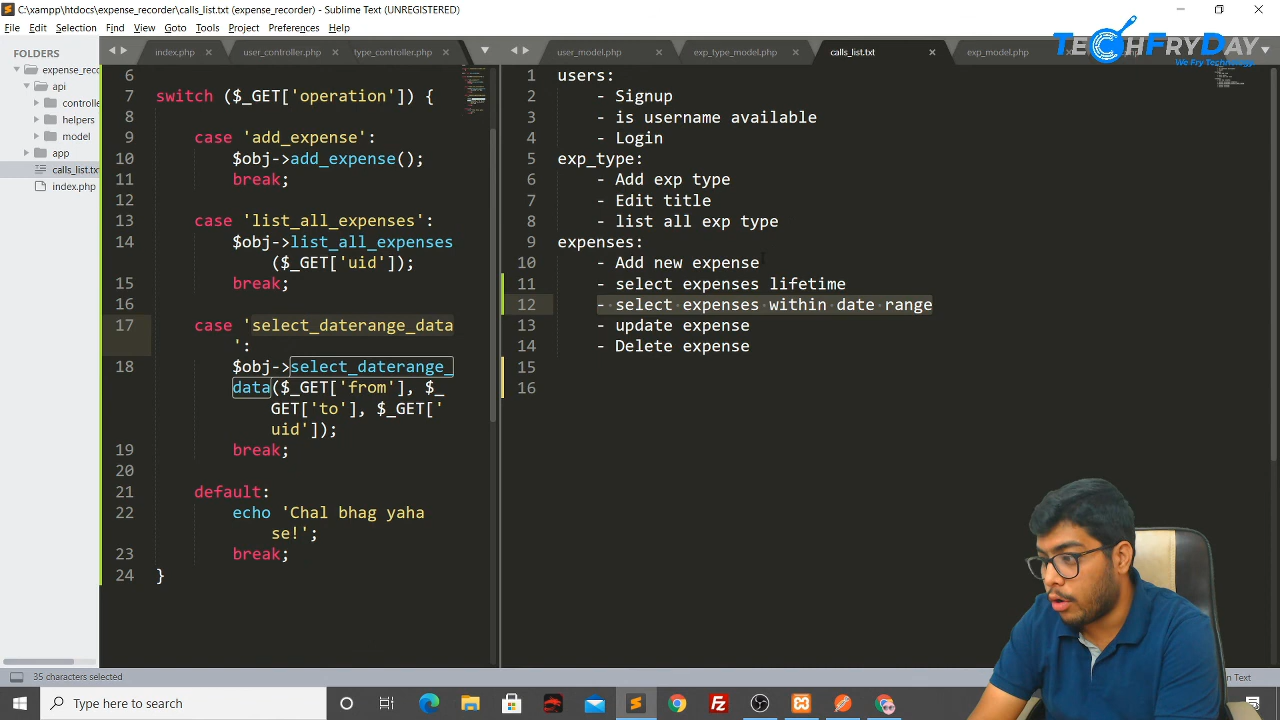 C:\xampp\htdocs\expense_recorder\calls_list.txt (expense_recorder) - Sublime Text (UNREGISTERED)
File Edit Selection Find View Goto Tools Project Preferences Help
TECHFRYDAY
We Fry Technology
FOLDERS
expense_reco
api
controlle
helpers
model
app
calls_list.txt
index.php
index.php
user_controller.php
type_controller.php
user_model.php
exp_type_model.php
calls_list.txt
exp_model.php
6
7 switch ($_GET['operation']) {
8
9 case 'add_expense':
10 $obj->add_expense();
11 break;
12
13 case 'list_all_expenses':
14 $obj->list_all_expenses
($_GET['uid']);
15 break;
16
17 case 'select_daterange_data
':
18 $obj->select_daterange_
data($_GET['from'], $_
GET['to'], $_GET['
uid']);
19 break;
20
21 default:
22 echo 'Chal bhag yaha
se!';
23 break;
24 }
1 users:
2 - Signup
3 - is username available
4 - Login
5 exp_type:
6 - Add exp type
7 - Edit title
8 - list all exp type
9 expenses:
10 - Add new expense
11 - select expenses lifetime
12 - select expenses within date range
13 - update expense
14 - Delete expense
15
16
35 characters selected
n Text
Type here to search